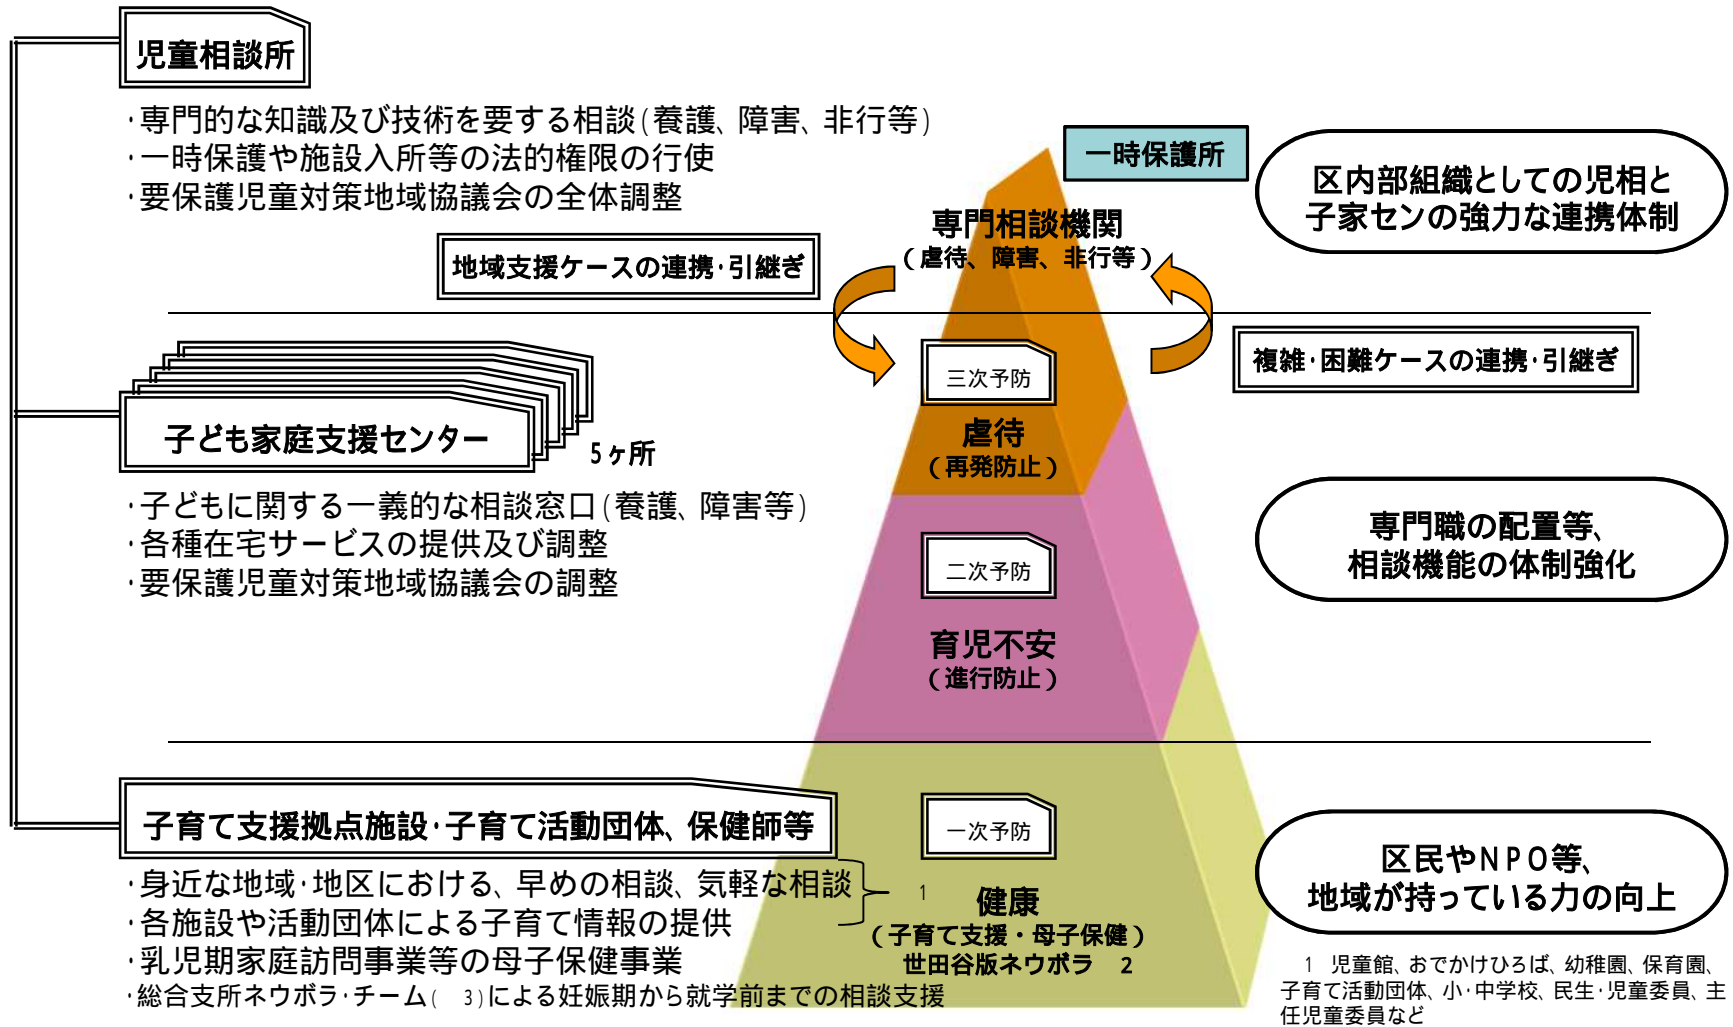 児童相談所
・専門的な知識及び技術を要する相談(養護、障害、非行等)
・一時保護や施設入所等の法的権限の行使
・要保護児童対策地域協議会の全体調整
一時保護所
区内部組織としての児相と
子家センの強力な連携体制
専門相談機関
(虐待、障害、非行等)
地域支援ケースの連携・引継ぎ
複雑・困難ケースの連携・引継ぎ
三次予防
虐待
(再発防止)
子ども家庭支援センター
5ヶ所
・子どもに関する一義的な相談窓口(養護、障害等)
・各種在宅サービスの提供及び調整
・要保護児童対策地域協議会の調整
専門職の配置等、
相談機能の体制強化
二次予防
育児不安
(進行防止)
子育て支援拠点施設・子育て活動団体、保健師等
・身近な地域・地区における、早めの相談、気軽な相談
・各施設や活動団体による子育て情報の提供
1
・乳児期家庭訪問事業等の母子保健事業
・総合支所ネウボラ・チーム( 3)による妊娠期から就学前までの相談支援
一次予防
健康
(子育て支援・母子保健)
世田谷版ネウボラ 2
区民やNPO等、
地域が持っている力の向上
1 児童館、おでかけひろば、幼稚園、保育園、
子育て活動団体、小・中学校、民生・児童委員、主
任児童委員など